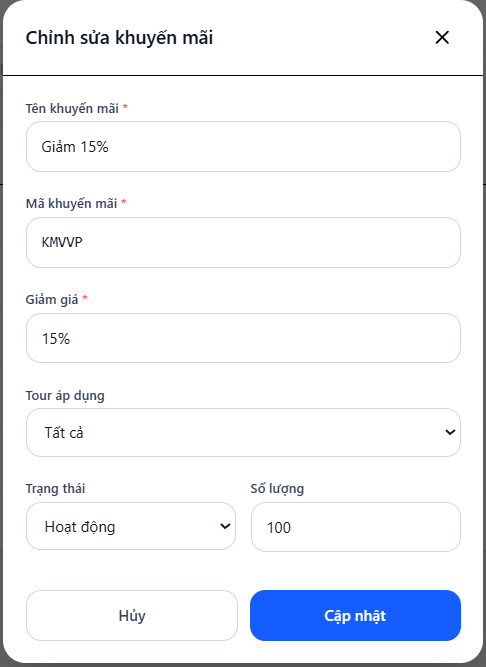 Chỉnh sửa khuyến mãi
Tên khuyến mãi *
Giảm 15%
Mã khuyến mãi *
KMVVP
Giảm giá *
15%
Tour áp dụng
Tất cả
Trạng thái Số lượng
Hoạt động 100
Hủy Cập nhật